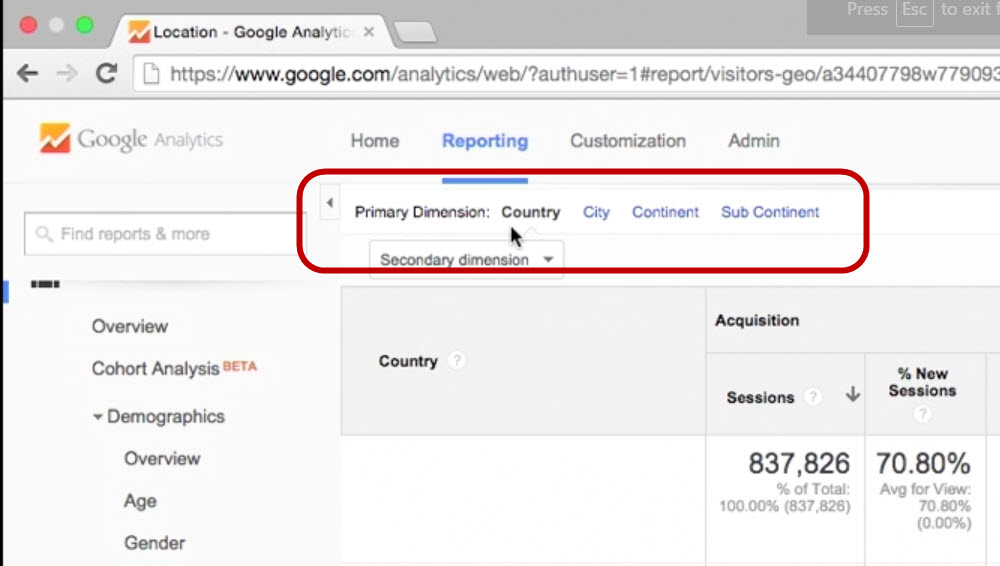 Press Esc to exit f
Location - Google Analytic
https://www.google.com/analytics/web/?authuser=1#report/visitors-geo/a34407798w779093
Google Analytics
Home Reporting Customization Admin
Primary Dimension: Country City Continent Sub Continent
Find reports & more
Secondary dimension
Overview
Cohort Analysis BETA
Demographics
Overview
Age
Gender
Country ?
Acquisition
Sessions ?
% New
Sessions
?
837,826
% of Total:
100.00% (837,826)
70.80%
Avg for View:
70.80%
(0.00%)